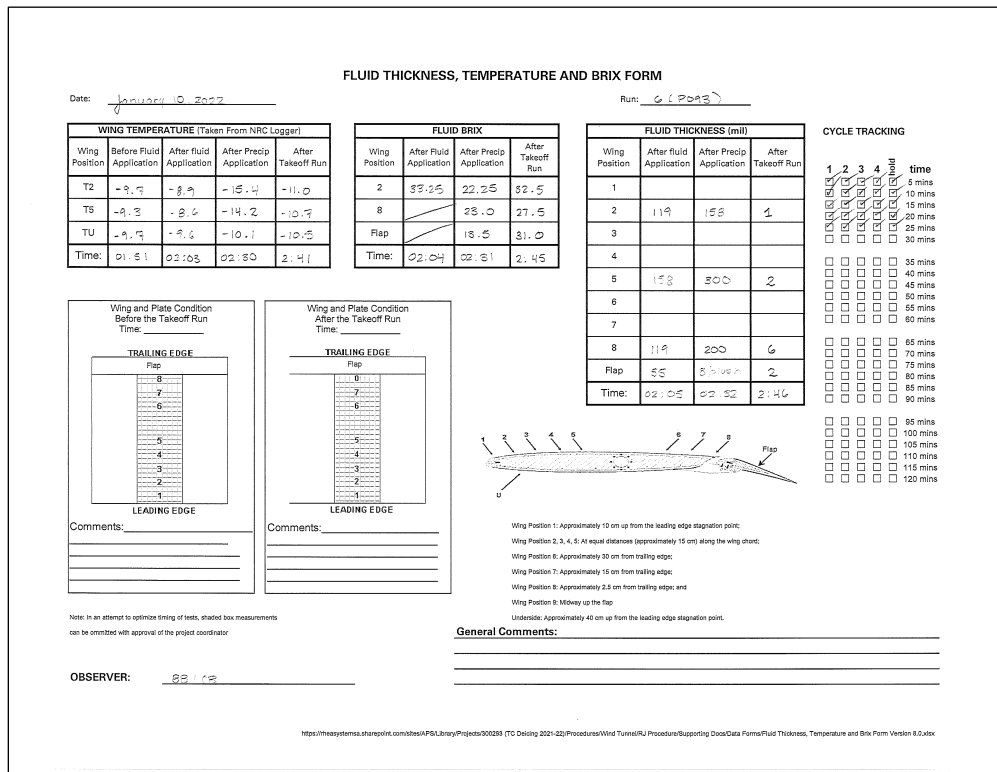 FLUID THICKNESS, TEMPERATURE AND BRIX FORM
Date: January 10, 2022
Run: 6 (P093)
WING TEMPERATURE (Taken From NRC Logger)
Wing Position Before Fluid Application After fluid Application After Precip Application After Takeoff Run
T2 -9.7 -8.9 -15.4 -11.0
T5 -9.3 -8.6 -14.2 -10.7
TU -9.7 -9.6 -10.1 -10.5
Time: 01:51 02:03 02:30 2:41
FLUID BRIX
Wing Position After Fluid Application After Precip Application After Takeoff Run
2 33.25 22.25 32.5
8 23.0 27.5
Flap 18.5 31.0
Time: 02:04 02:31 2:45
FLUID THICKNESS (mil)
Wing Position After Fluid Application After Precip Application After Takeoff Run
1
2 119 158 1
3
4
5 158 300 2
6
7
8 119 200 6
Flap 55 2
Time: 02:05 02:32 2:46
CYCLE TRACKING
1 2 3 4 hold time
5 mins
10 mins
15 mins
20 mins
25 mins
30 mins
35 mins
40 mins
45 mins
50 mins
55 mins
60 mins
65 mins
70 mins
75 mins
80 mins
85 mins
90 mins
95 mins
100 mins
105 mins
110 mins
115 mins
120 mins
Wing and Plate Condition
Before the Takeoff Run
Time:
TRAILING EDGE
Flap
8
7
6
5
4
3
2
1
LEADING EDGE
Comments:
Wing and Plate Condition
After the Takeoff Run
Time:
TRAILING EDGE
Flap
8
7
6
5
4
3
2
1
LEADING EDGE
Comments:
1 2 3 4 5 6 7 8 Flap
U
Wing Position 1: Approximately 10 cm up from the leading edge stagnation point;
Wing Position 2, 3, 4, 5: At equal distances (approximately 15 cm) along the wing chord;
Wing Position 6: Approximately 30 cm from trailing edge;
Wing Position 7: Approximately 15 cm from trailing edge;
Wing Position 8: Approximately 2.5 cm from trailing edge; and
Wing Position 9: Midway up the flap
Underside: Approximately 40 cm up from the leading edge stagnation point.
Note: In an attempt to optimize timing of tests, shaded box measurements
can be ommitted with approval of the project coordinator
General Comments:
OBSERVER:
https://rheasystemsa.sharepoint.com/sites/APS/Library/Projects/300293 (TC Deicing 2021-22)/Procedures/Wind Tunnel/RJ Procedure/Supporting Docs/Data Forms/Fluid Thickness, Temperature and Brix Form Version 8.0.xlsx